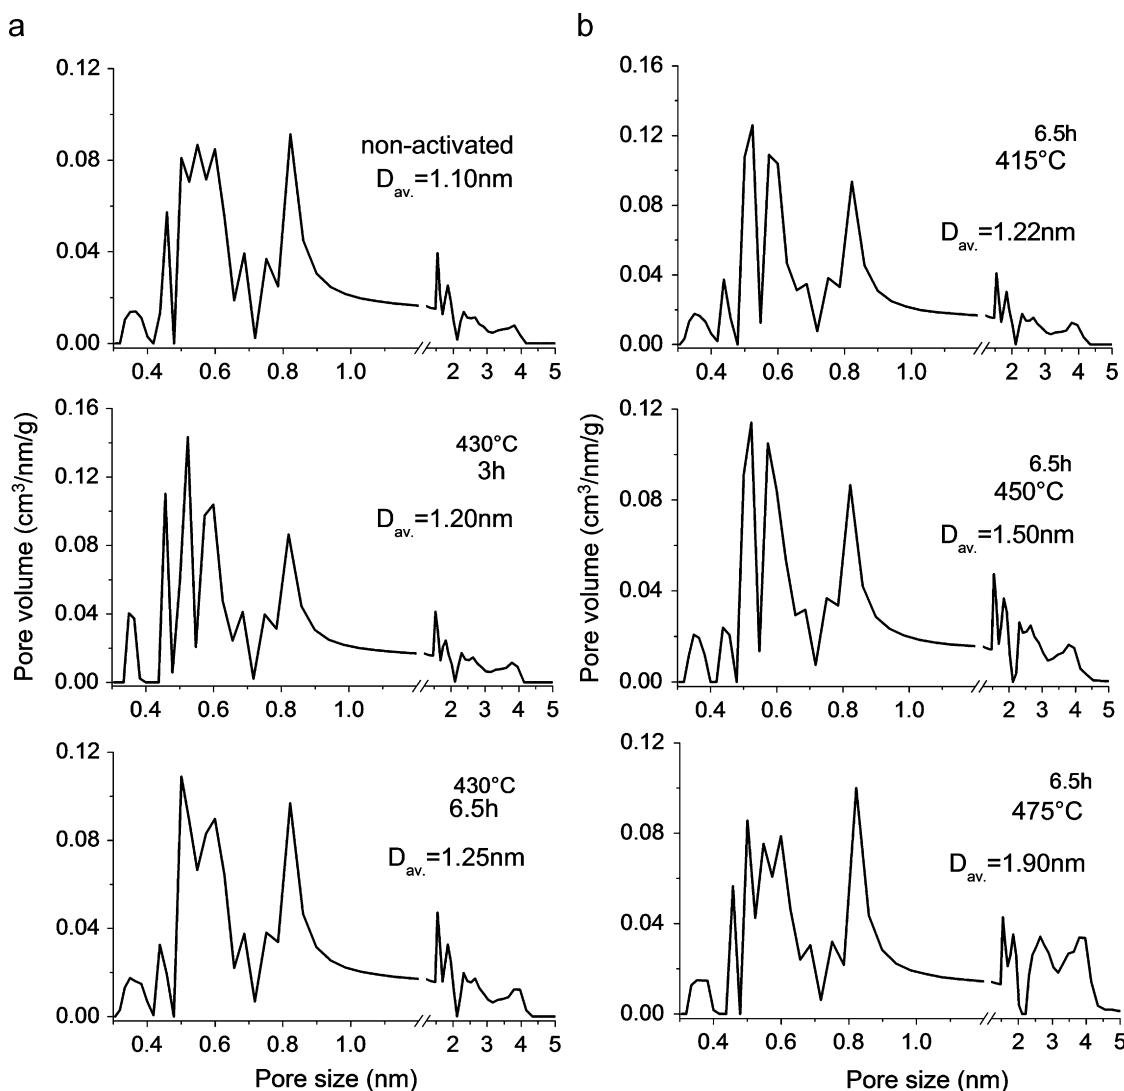 a
b
0.12
0.08
0.04
0.00
non-activated
Dav.=1.10nm
0.4 0.6 0.8 1.0 2 3 4 5
0.16
0.12
0.08
0.04
0.00
6.5h
415°C
Dav.=1.22nm
0.4 0.6 0.8 1.0 2 3 4 5
Pore volume (cm³/nm/g)
0.16
0.12
0.08
0.04
0.00
430°C
3h
Dav.=1.20nm
0.4 0.6 0.8 1.0 2 3 4 5
Pore volume (cm³/nm/g)
0.12
0.08
0.04
0.00
6.5h
450°C
Dav.=1.50nm
0.4 0.6 0.8 1.0 2 3 4 5
0.12
0.08
0.04
0.00
430°C
6.5h
Dav.=1.25nm
0.4 0.6 0.8 1.0 2 3 4 5
Pore size (nm)
0.12
0.08
0.04
0.00
6.5h
475°C
Dav.=1.90nm
0.4 0.6 0.8 1.0 2 3 4 5
Pore size (nm)